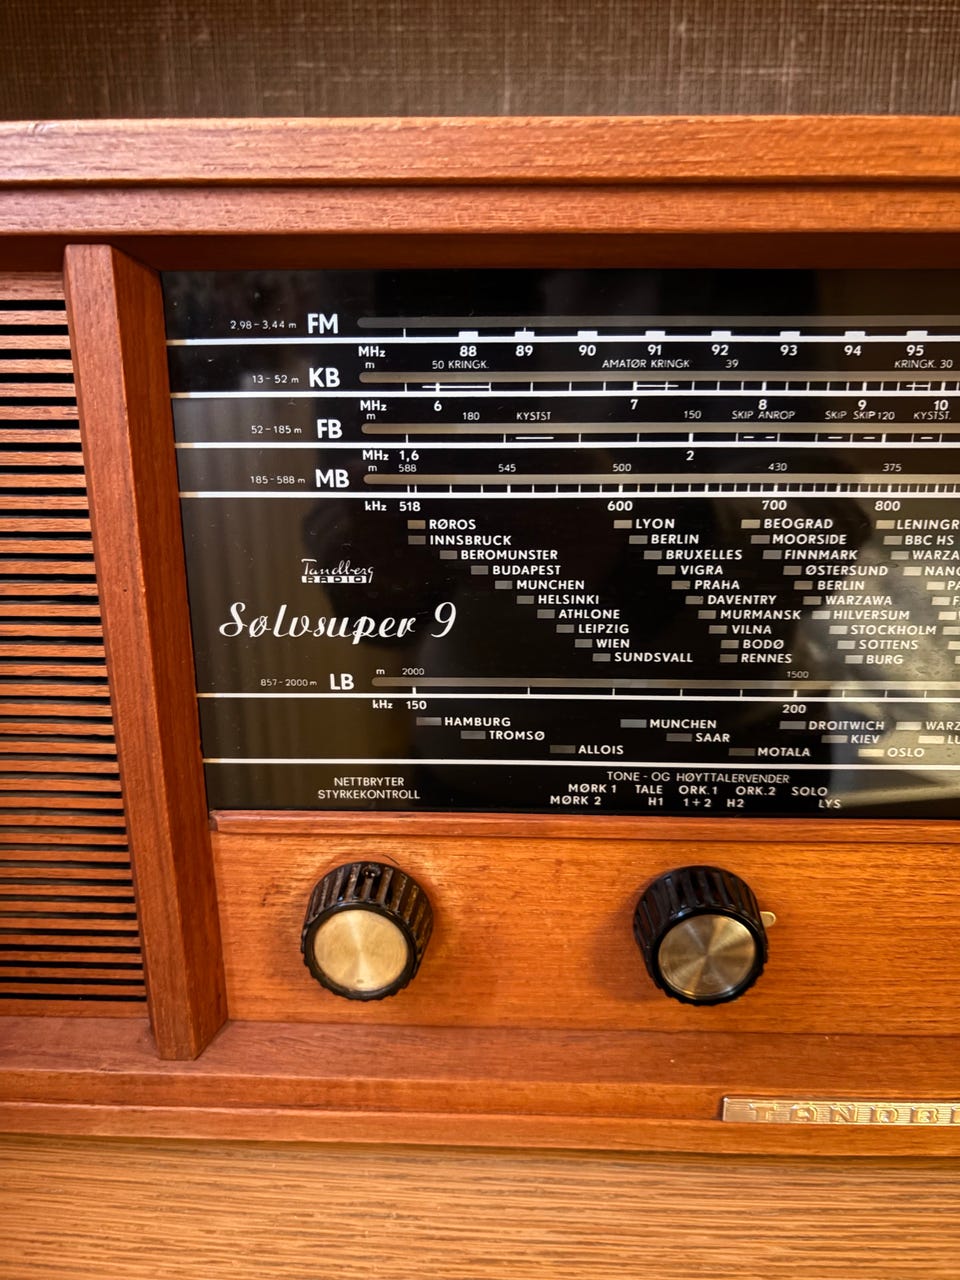 2,98-3,44 m FM
MHz 88 89 90 91 92 93 94 95
m 50 KRINGK. AMATØR KRINGK 39 KRINGK. 30
13-52 m KB
MHz 6 7 8 9 10
m 180 KYSTST 150 SKIP ANROP SKIP SKIP 120 KYSTST.
52-185 m FB
MHz 1,6 2
m 588 545 500 430 375
185-588 m MB
kHz 518 600 700 800
RØROS LYON BEOGRAD
INNSBRUCK BERLIN MOORSIDE BBC HS
BEROMUNSTER BRUXELLES FINNMARK
BUDAPEST VIGRA ØSTERSUND
MUNCHEN PRAHA BERLIN
HELSINKI DAVENTRY WARZAWA
ATHLONE MURMANSK HILVERSUM
LEIPZIG VILNA STOCKHOLM
WIEN BODØ SOTTENS
SUNDSVALL RENNES BURG
Tandberg
RADIO
Sølvsuper 9
m 2000 1500
857-2000 m LB
kHz 150 200
HAMBURG MUNCHEN DROITWICH
TROMSØ SAAR KIEV
ALLOIS MOTALA OSLO
NETTBRYTER
STYRKEKONTROLL
TONE-OG HØYTTALERVENDER
MØRK 1 TALE ORK.1 ORK.2 SOLO
MØRK 2 H1 1+2 H2 LYS